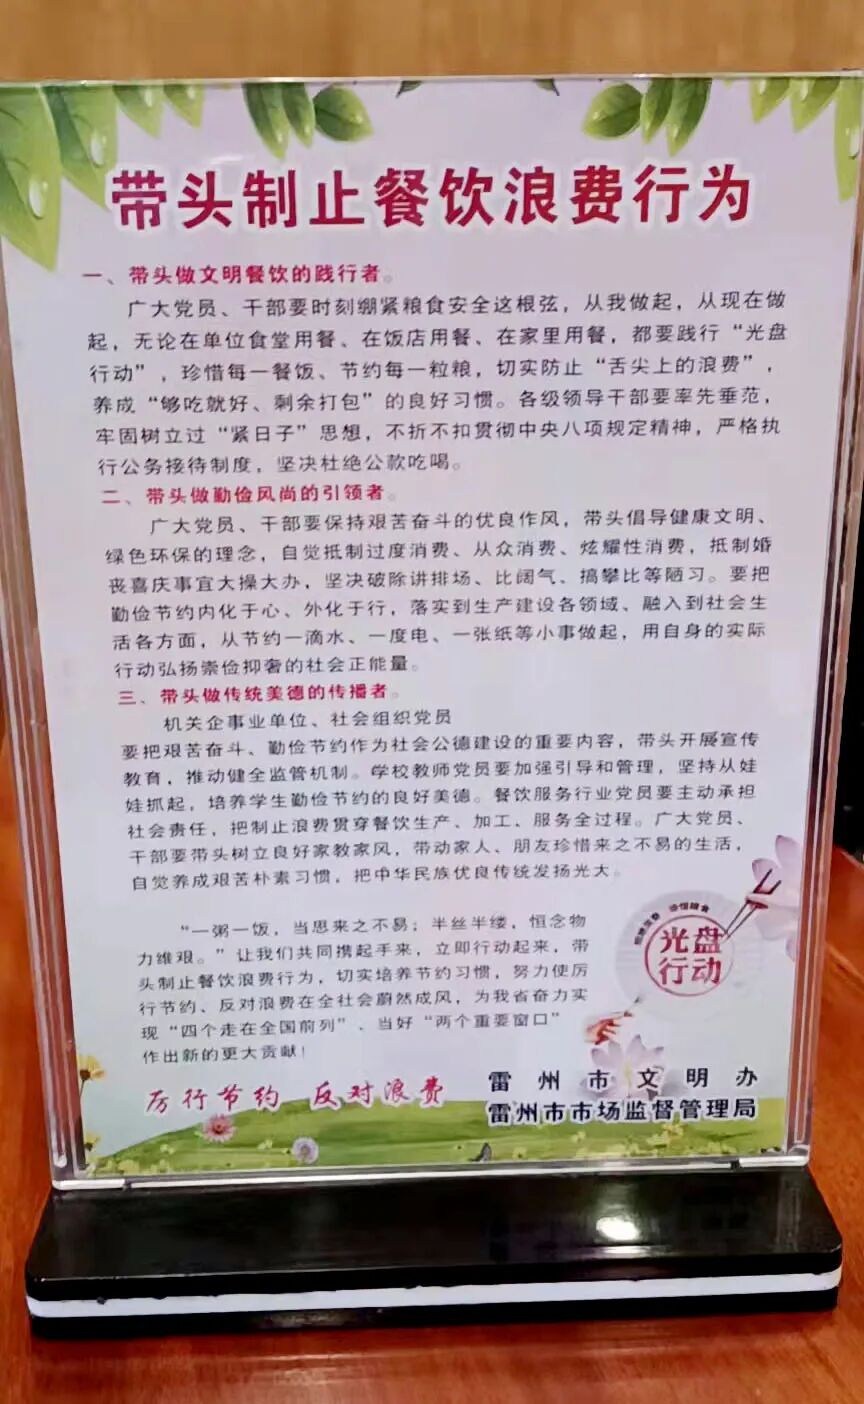 带头制止餐饮浪费行为
一、带头做文明餐饮的践行者。
广大党员、干部要时刻绷紧粮食安全这根弦，从我做起，从现在做
起，无论在单位食堂用餐、在饭店用餐、在家里用餐，都要践行“光盘
行动”，珍惜每一餐饭、节约每一粒粮，切实防止“舌尖上的浪费”，
养成“够吃就好、剩余打包”的良好习惯。各级领导干部要率先垂范，
牢固树立过“紧日子”思想，不折不扣贯彻中央八项规定精神，严格执
行公务接待制度，坚决杜绝公款吃喝。
二、带头做勤俭风尚的引领者。
广大党员、干部要保持艰苦奋斗的优良作风，带头倡导健康文明、
绿色环保的理念，自觉抵制过度消费、从众消费、炫耀性消费，抵制婚
丧喜庆事宜大操大办，坚决破除讲排场、比阔气、搞攀比等陋习。要把
勤俭节约内化于心、外化于行，落实到生产建设各领域、融入到社会生
活各方面，从节约一滴水、一度电、一张纸等小事做起，用自身的实际
行动弘扬崇俭抑奢的社会正能量。
三、带头做传统美德的传播者。
机关企事业单位、社会组织党员
要把艰苦奋斗、勤俭节约作为社会公德建设的重要内容，带头开展宣传
教育，推动健全监管机制。学校教师党员要加强引导和管理，坚持从娃
娃抓起，培养学生勤俭节约的良好美德。餐饮服务行业党员要主动承担
社会责任，把制止浪费贯穿餐饮生产、加工、服务全过程。广大党员、
干部要带头树立良好家教家风，带动家人、朋友珍惜来之不易的生活，
自觉养成艰苦朴素习惯，把中华民族优良传统发扬光大。
“一粥一饭，当思来之不易；半丝半缕，恒念物
力维艰。”让我们共同携起手来，立即行动起来，带
头制止餐饮浪费行为，切实培养节约习惯，努力使厉
行节约、反对浪费在全社会蔚然成风，为我省奋力实
现“四个走在全国前列”、当好“两个重要窗口”
作出新的更大贡献！
光盘
行动
厉行节约 反对浪费
雷州市文明办
雷州市市场监督管理局